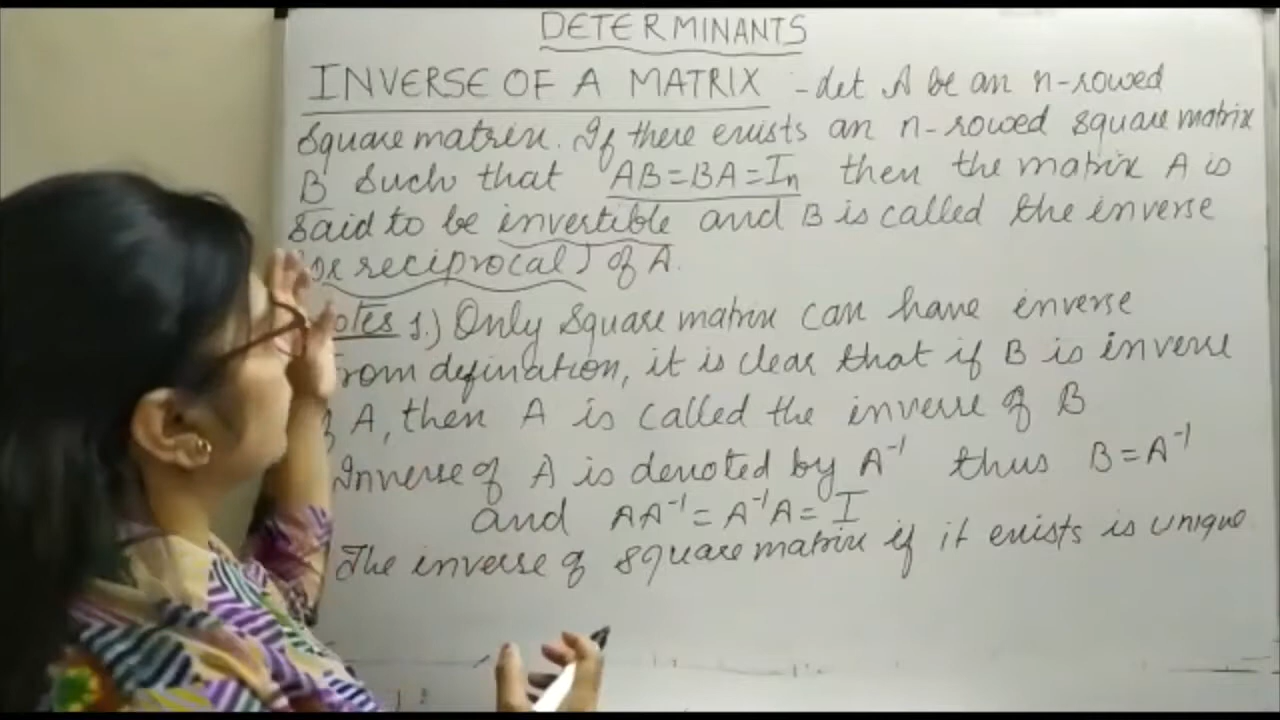 DETERMINANTS
INVERSE OF A MATRIX - Let A be an n-rowed
square matrix. If there exists an n-rowed square matrix
B such that AB=BA=Iₙ then the matrix A is
said to be invertible and B is called the inverse
or reciprocal) of A.
otes 1.) Only square matrix can have inverse
rom defination, it is clear that if B is inverse
A, then A is called the inverse of B
Inverse of A is denoted by A⁻¹ thus B=A⁻¹
and AA⁻¹=A⁻¹A=I
The inverse of square matrix if it exists is unique